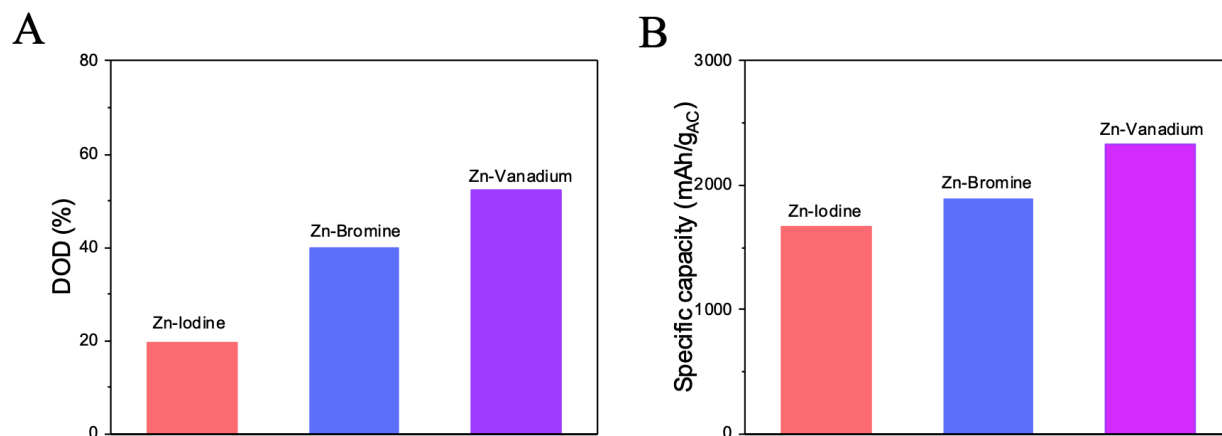 A
DOD (%)
80
60
40
20
0
Zn-Iodine
Zn-Bromine
Zn-Vanadium
B
Specific capacity (mAh/gAC)
3000
2000
1000
0
Zn-Iodine
Zn-Bromine
Zn-Vanadium